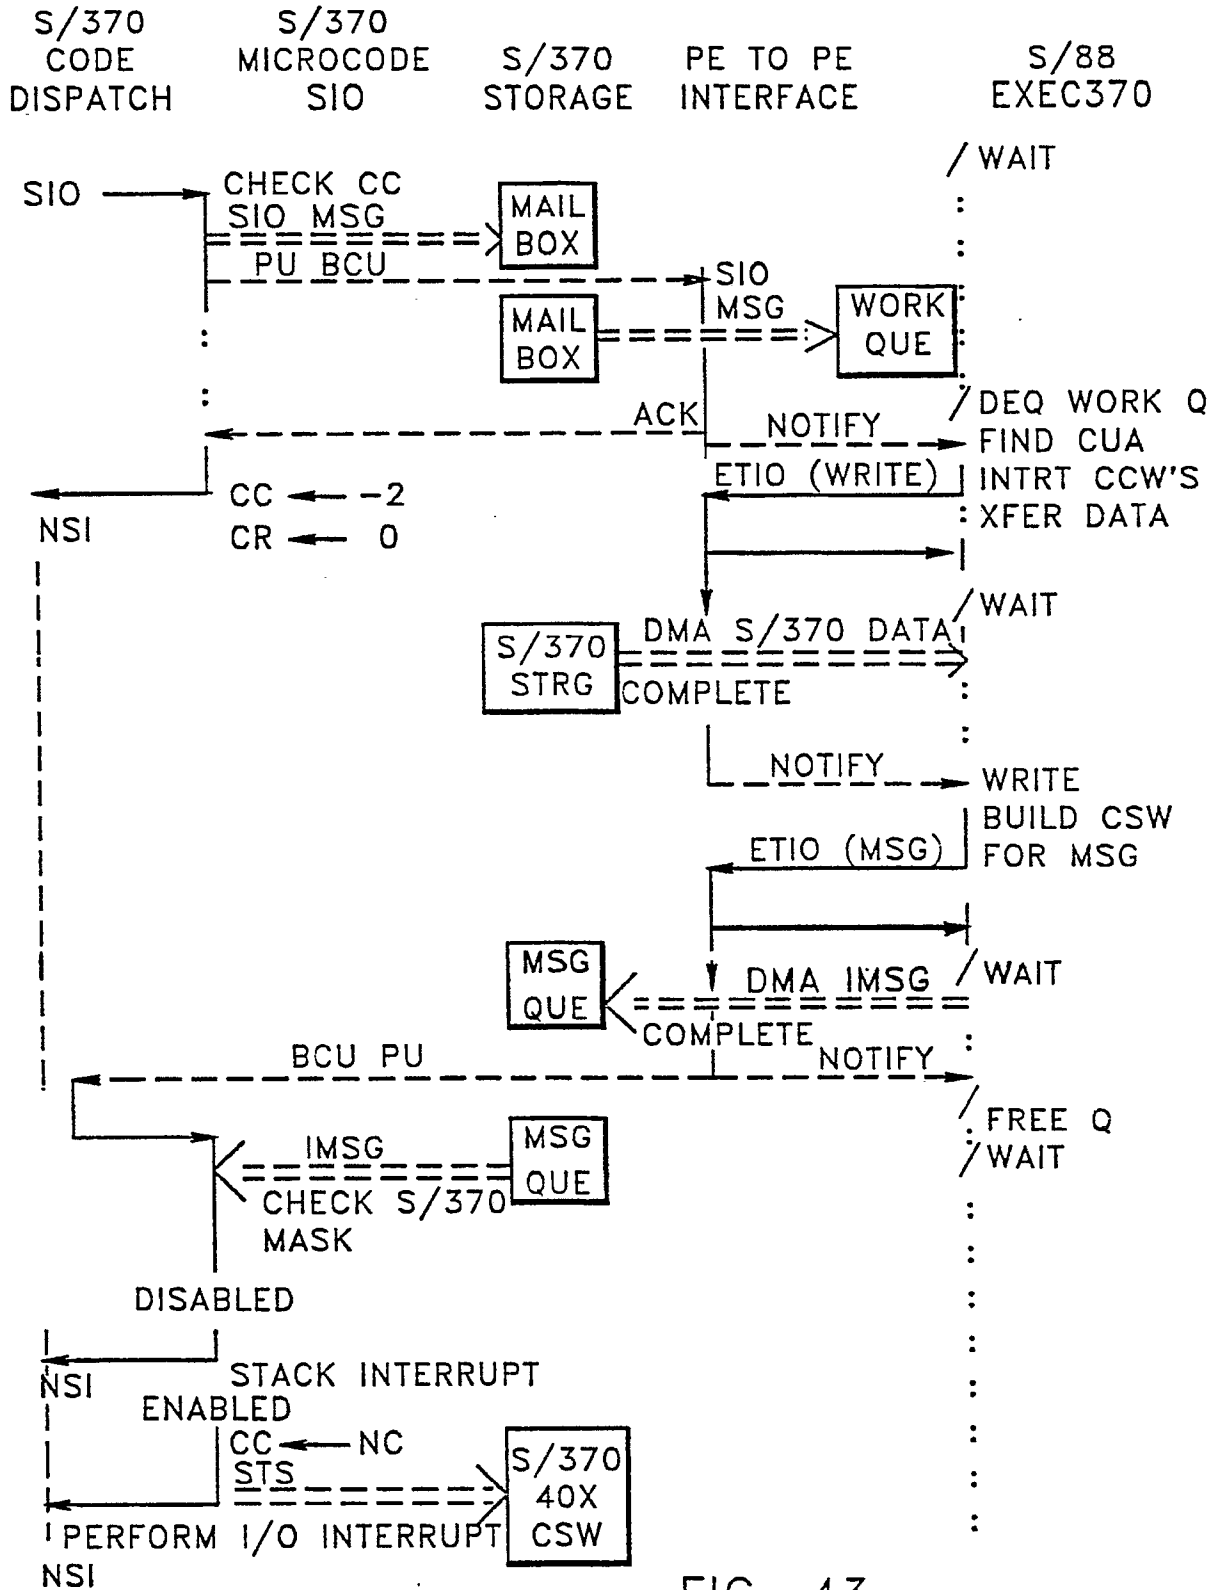 S/370 CODE DISPATCH
S/370 MICROCODE SIO
S/370 STORAGE
PE TO PE INTERFACE
S/88 EXEC370
WAIT
SIO
CHECK CC
SIO MSG
MAIL BOX
PU BCU
SIO MSG
MAIL BOX
WORK QUE
ACK
NOTIFY
DEQ WORK Q
FIND CUA
ETIO (WRITE)
INTRT CCW'S
XFER DATA
NSI
CC -2
CR 0
WAIT
S/370 STRG
DMA S/370 DATA
COMPLETE
NOTIFY
WRITE
BUILD CSW
FOR MSG
ETIO (MSG)
MSG QUE
DMA IMSG
WAIT
COMPLETE
BCU PU
NOTIFY
FREE Q
WAIT
IMSG
MSG QUE
CHECK S/370
MASK
DISABLED
NSI
STACK INTERRUPT
ENABLED
CC NC
STS
S/370 40X CSW
PERFORM I/O INTERRUPT
NSI